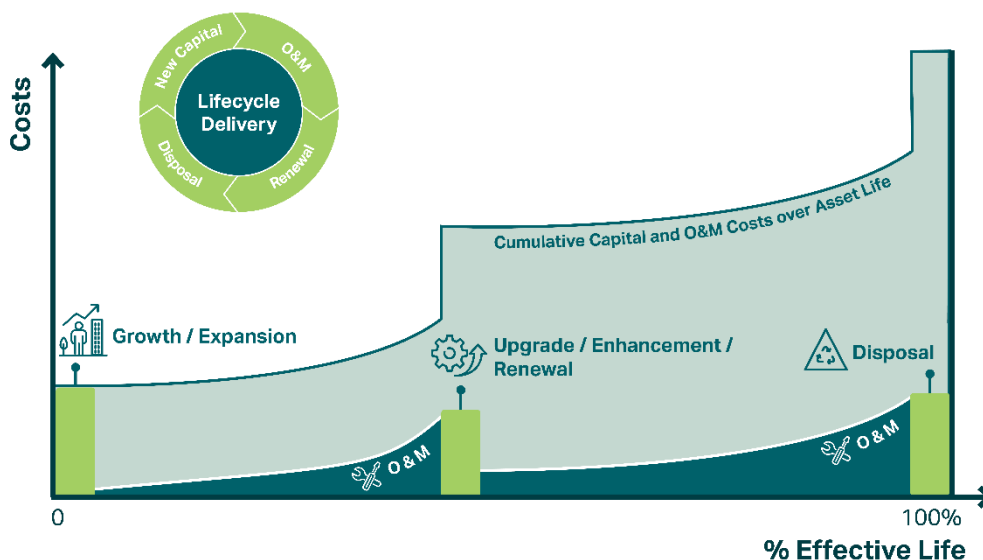 Costs
New Capital
O&M
Renewal
Disposal
Lifecycle
Delivery
Cumulative Capital and O&M Costs over Asset Life
Growth / Expansion
Upgrade / Enhancement /
Renewal
Disposal
O & M
O & M
0
100%
% Effective Life